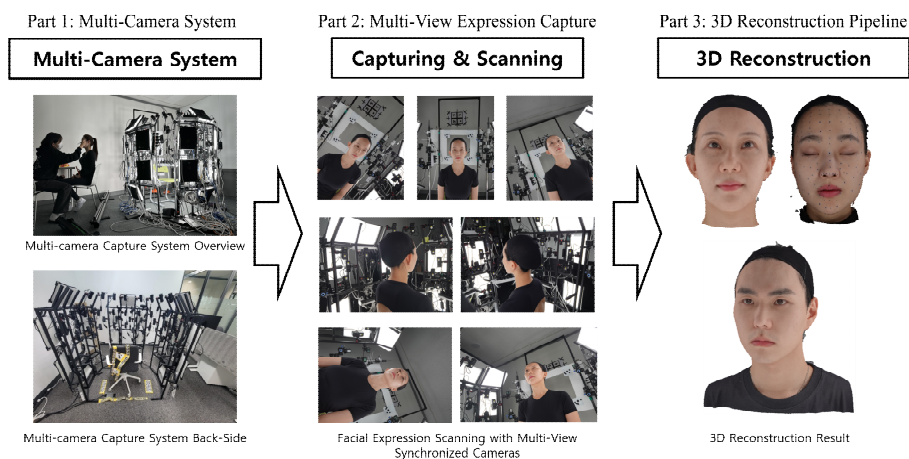 Part 1: Multi-Camera System
Multi-Camera System
Multi-camera Capture System Overview
Multi-camera Capture System Back-Side
Part 2: Multi-View Expression Capture
Capturing & Scanning
Facial Expression Scanning with Multi-View
Synchronized Cameras
Part 3: 3D Reconstruction Pipeline
3D Reconstruction
3D Reconstruction Result